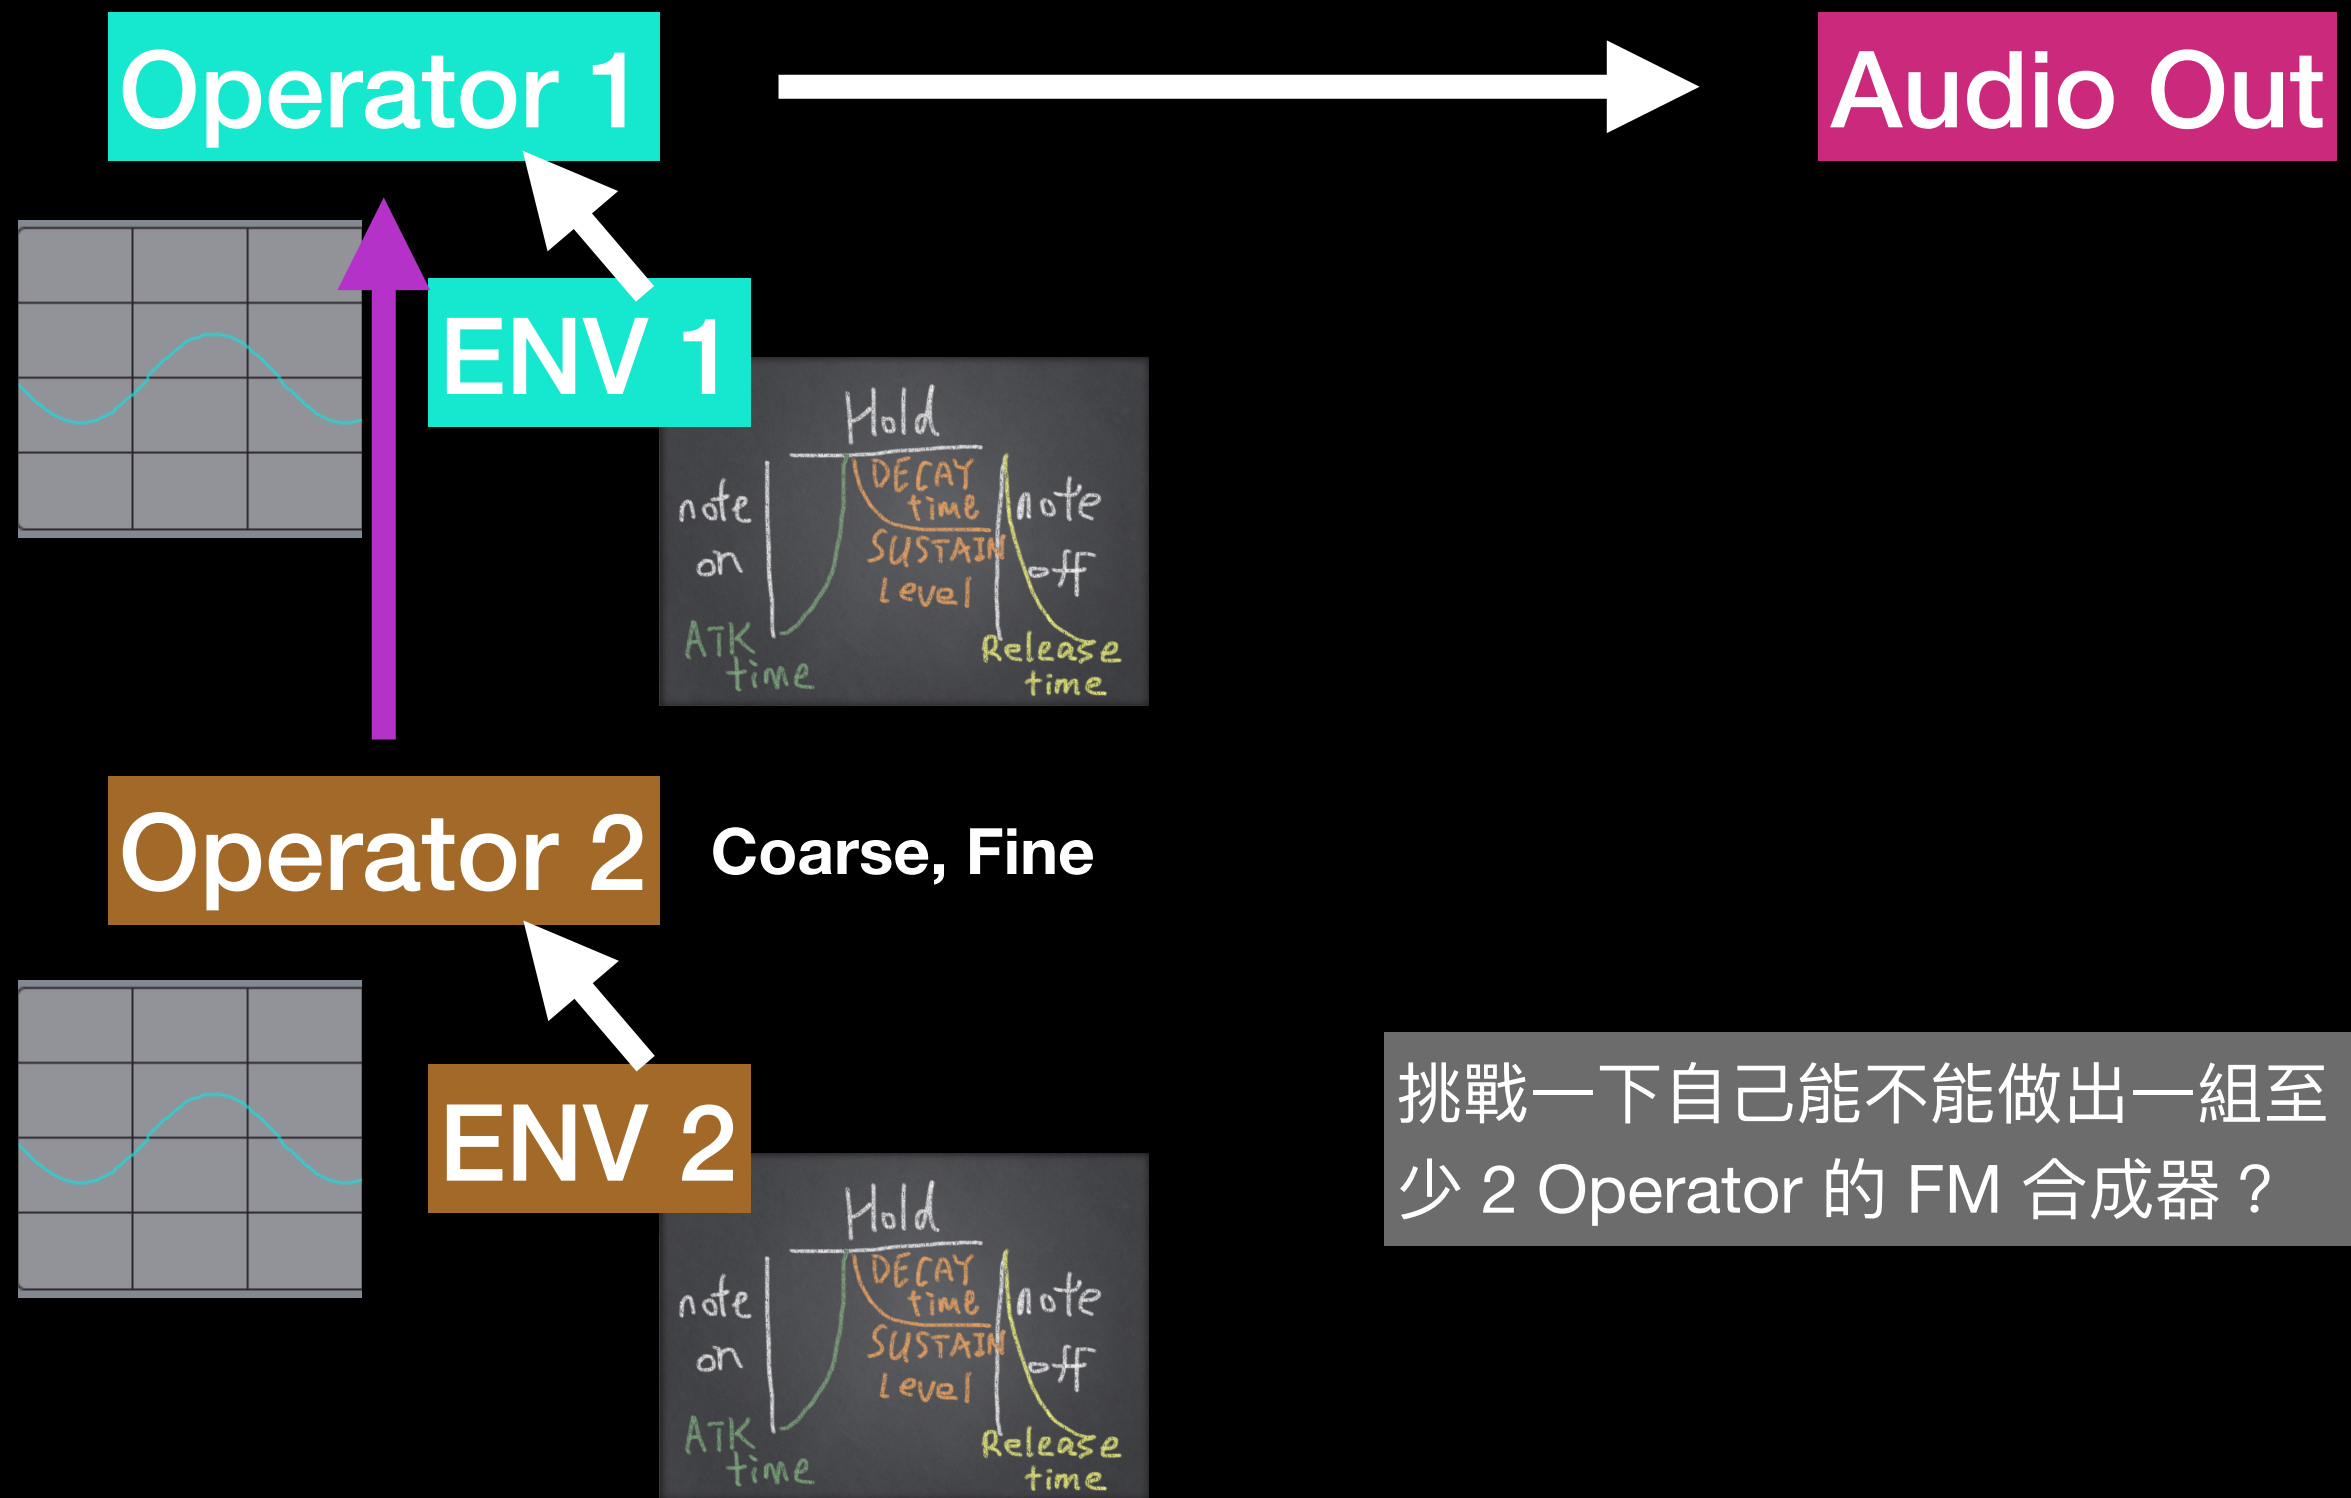 Operator 1
Audio Out
ENV 1
Hold
DECAY
time
note
on
SUSTAIN
Level
note
off
ATK
time
Release
time
Operator 2
Coarse, Fine
ENV 2
Hold
DECAY
time
note
on
SUSTAIN
Level
note
off
ATK
time
Release
time
挑戰一下自己能不能做出一組至
少 2 Operator 的 FM 合成器？